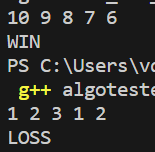 10 9 8 7 6
WIN
PS C:\Users\vo
g++ algoteste
1 2 3 1 2
LOSS